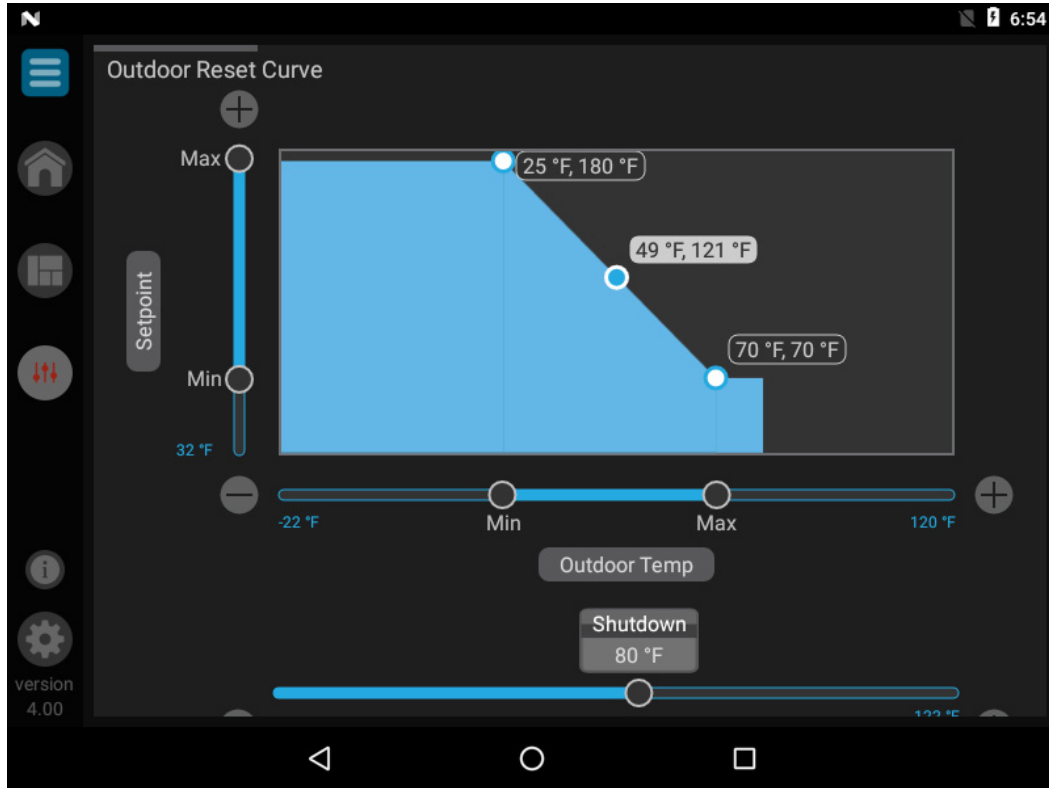 6:54
Outdoor Reset Curve
Max
25 °F, 180 °F
49 °F, 121 °F
Setpoint
70 °F, 70 °F
Min
32 °F
-22 °F
Min
Max
120 °F
Outdoor Temp
Shutdown
80 °F
version
4.00
122 °F